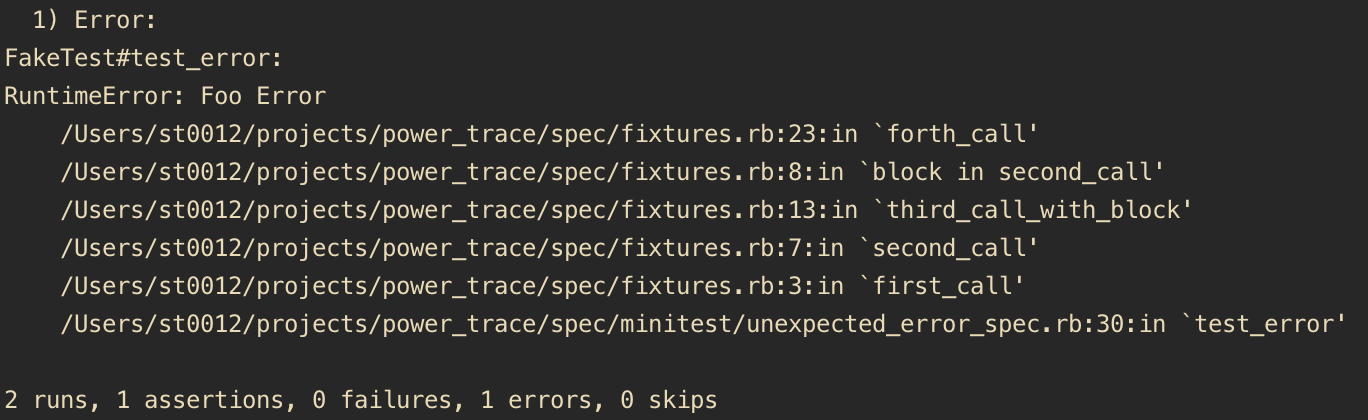 1) Error:
FakeTest#test_error:
RuntimeError: Foo Error
/Users/st0012/projects/power_trace/spec/fixtures.rb:23:in `forth_call'
/Users/st0012/projects/power_trace/spec/fixtures.rb:8:in `block in second_call'
/Users/st0012/projects/power_trace/spec/fixtures.rb:13:in `third_call_with_block'
/Users/st0012/projects/power_trace/spec/fixtures.rb:7:in `second_call'
/Users/st0012/projects/power_trace/spec/fixtures.rb:3:in `first_call'
/Users/st0012/projects/power_trace/spec/minitest/unexpected_error_spec.rb:30:in `test_error'
2 runs, 1 assertions, 0 failures, 1 errors, 0 skips